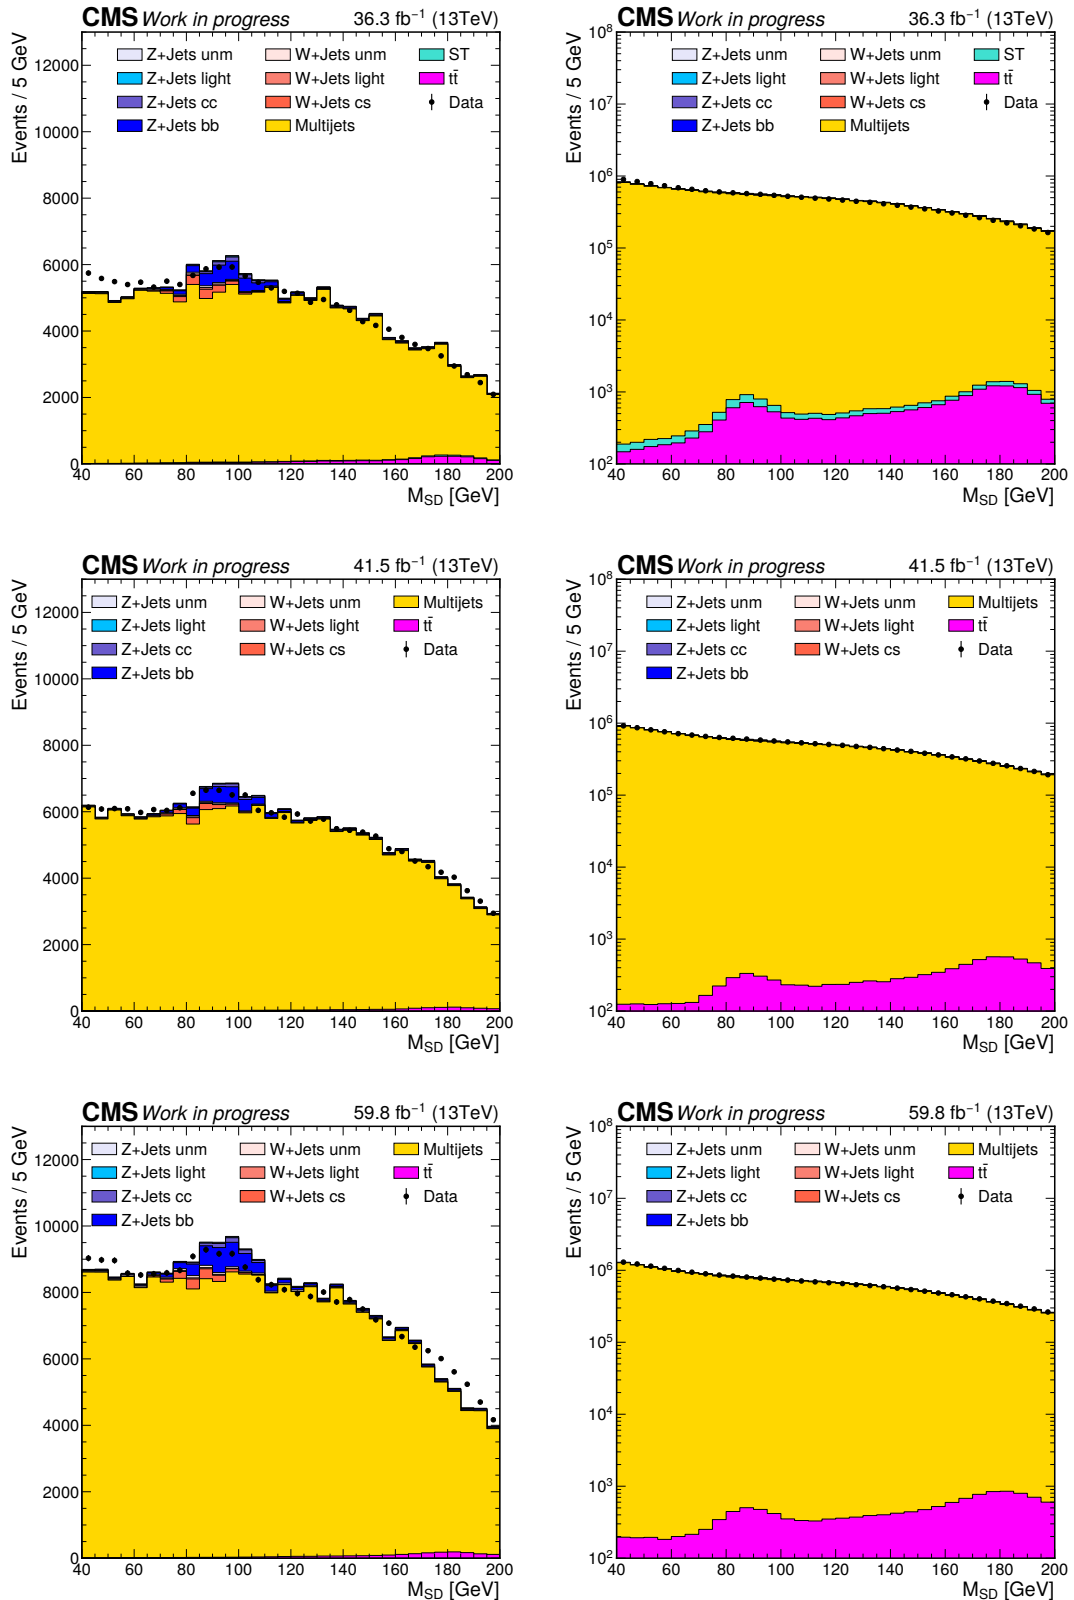 CMS Work in progress 36.3 fb⁻¹ (13TeV)
Events / 5 GeV
Z+Jets unm W+Jets unm ST
Z+Jets light W+Jets light tt̄
Z+Jets cc W+Jets cs Data
Z+Jets bb Multijets
12000
10000
8000
6000
4000
2000
0
40 60 80 100 120 140 160 180 200
M_SD [GeV]
CMS Work in progress 36.3 fb⁻¹ (13TeV)
Events / 5 GeV
Z+Jets unm W+Jets unm ST
Z+Jets light W+Jets light tt̄
Z+Jets cc W+Jets cs Data
Z+Jets bb Multijets
10⁸
10⁷
10⁶
10⁵
10⁴
10³
10²
40 60 80 100 120 140 160 180 200
M_SD [GeV]
CMS Work in progress 41.5 fb⁻¹ (13TeV)
Events / 5 GeV
Z+Jets unm W+Jets unm Multijets
Z+Jets light W+Jets light tt̄
Z+Jets cc W+Jets cs Data
Z+Jets bb
12000
10000
8000
6000
4000
2000
0
40 60 80 100 120 140 160 180 200
M_SD [GeV]
CMS Work in progress 41.5 fb⁻¹ (13TeV)
Events / 5 GeV
Z+Jets unm W+Jets unm Multijets
Z+Jets light W+Jets light tt̄
Z+Jets cc W+Jets cs Data
Z+Jets bb
10⁸
10⁷
10⁶
10⁵
10⁴
10³
10²
40 60 80 100 120 140 160 180 200
M_SD [GeV]
CMS Work in progress 59.8 fb⁻¹ (13TeV)
Events / 5 GeV
Z+Jets unm W+Jets unm Multijets
Z+Jets light W+Jets light tt̄
Z+Jets cc W+Jets cs Data
Z+Jets bb
12000
10000
8000
6000
4000
2000
0
40 60 80 100 120 140 160 180 200
M_SD [GeV]
CMS Work in progress 59.8 fb⁻¹ (13TeV)
Events / 5 GeV
Z+Jets unm W+Jets unm Multijets
Z+Jets light W+Jets light tt̄
Z+Jets cc W+Jets cs Data
Z+Jets bb
10⁸
10⁷
10⁶
10⁵
10⁴
10³
10²
40 60 80 100 120 140 160 180 200
M_SD [GeV]